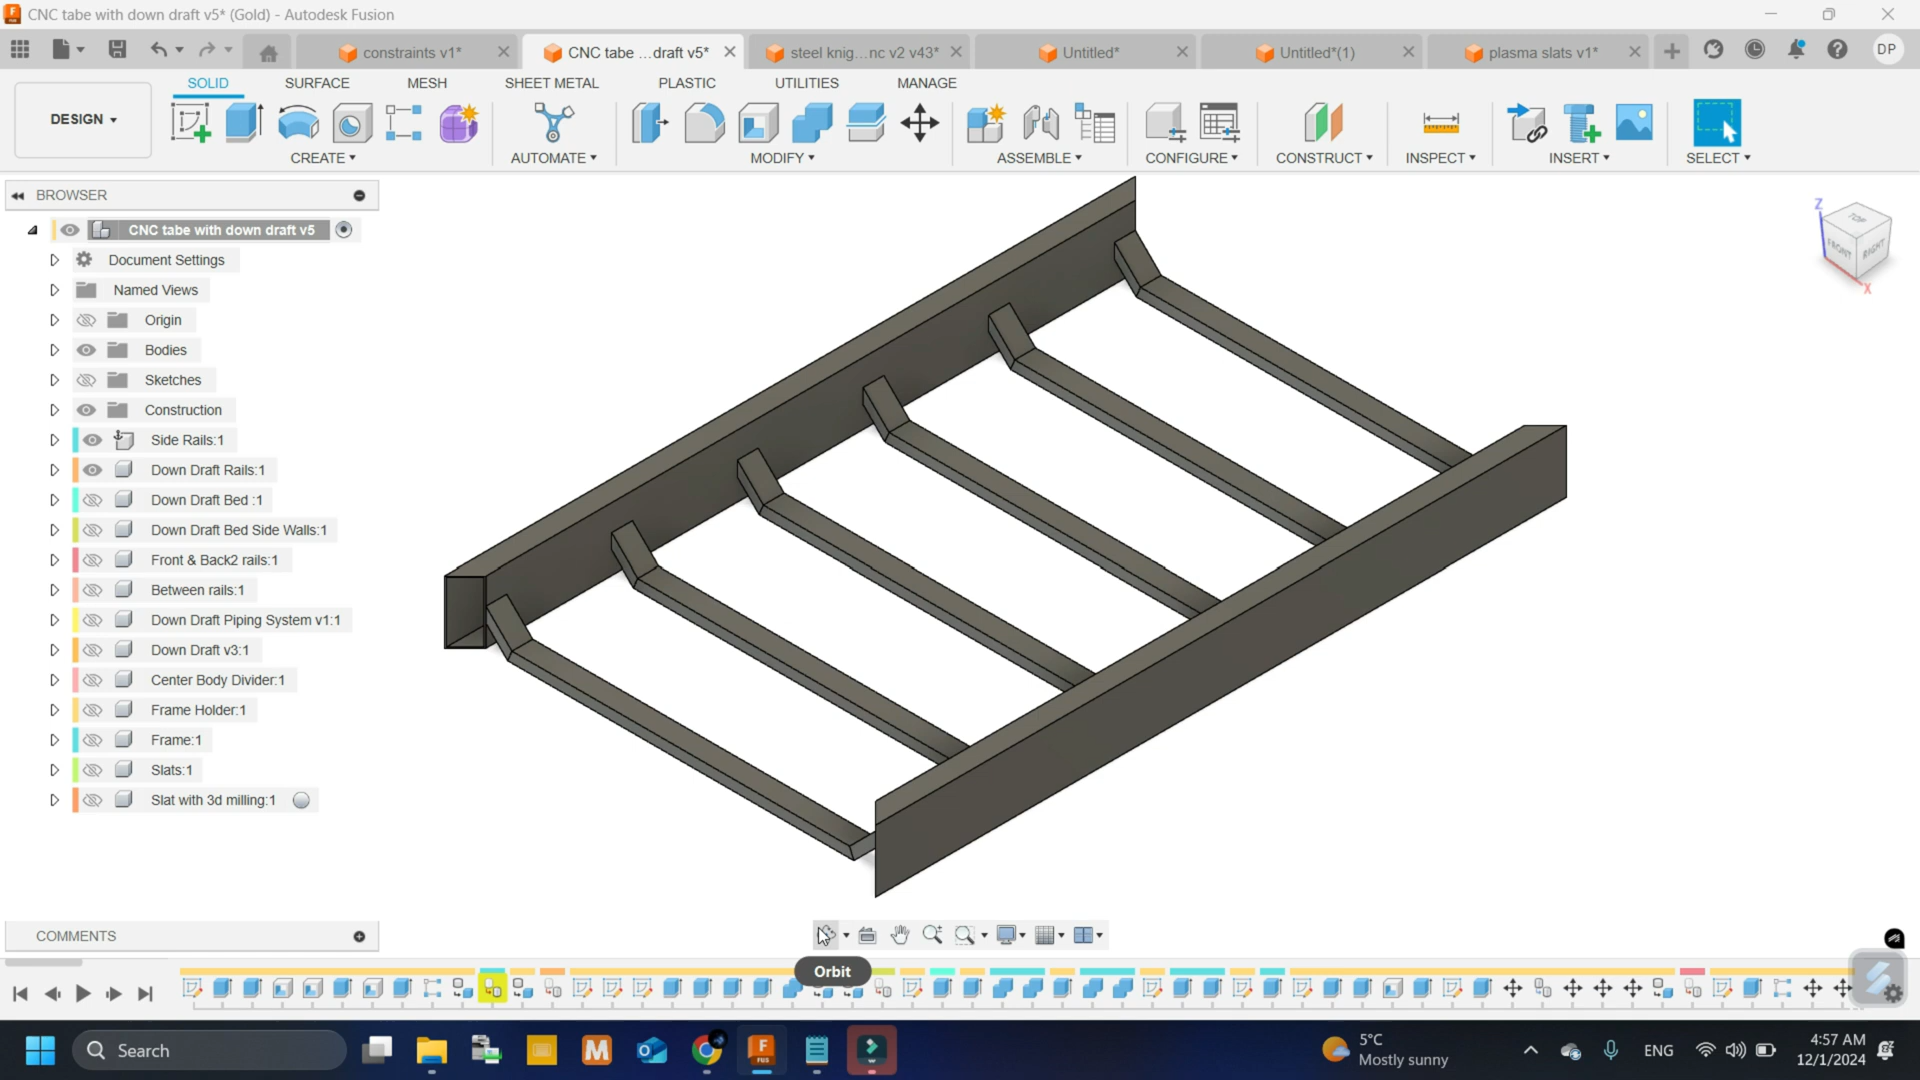 CNC tabe with down draft v5* (Gold) - Autodesk Fusion
constraints v1*
CNC tabe ...draft v5*
steel knig...nc v2 v43*
Untitled*
Untitled*(1)
plasma slats v1*
DP
SOLID
SURFACE
MESH
SHEET METAL
PLASTIC
UTILITIES
MANAGE
DESIGN
CREATE
AUTOMATE
MODIFY
ASSEMBLE
CONFIGURE
CONSTRUCT
INSPECT
INSERT
SELECT
BROWSER
CNC tabe with down draft v5
Document Settings
Named Views
Origin
Bodies
Sketches
Construction
Side Rails:1
Down Draft Rails:1
Down Draft Bed :1
Down Draft Bed Side Walls:1
Front & Back2 rails:1
Between rails:1
Down Draft Piping System v1:1
Down Draft v3:1
Center Body Divider:1
Frame Holder:1
Frame:1
Slats:1
Slat with 3d milling:1
Z
TOP
FRONT
RIGHT
X
COMMENTS
Orbit
Search
5°C
Mostly sunny
ENG
4:57 AM
12/1/2024